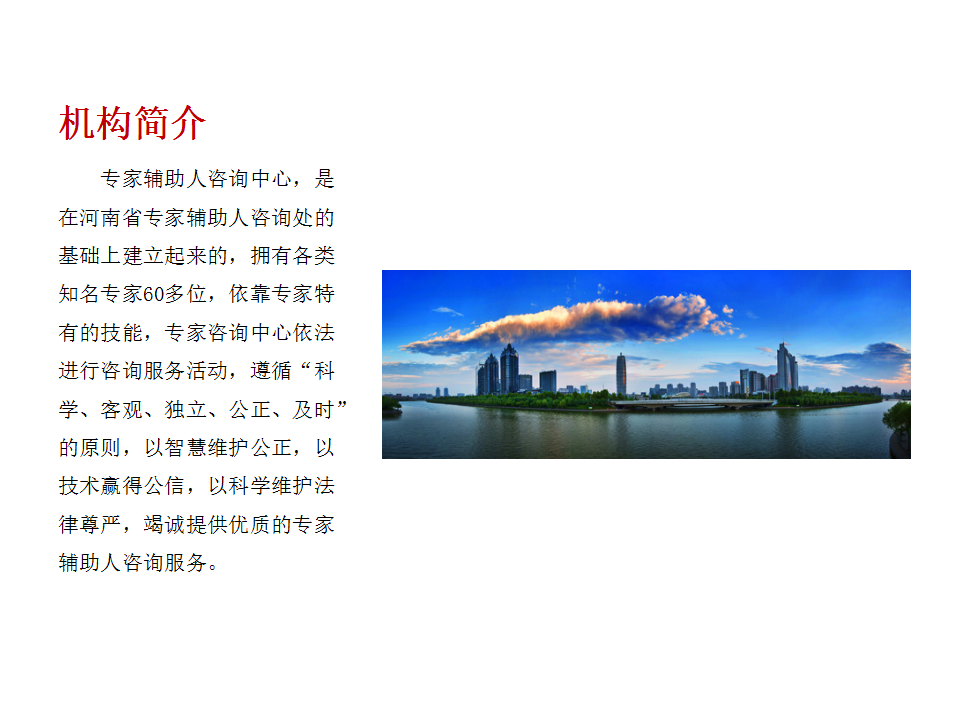 机构简介
专家辅助人咨询中心，是
在河南省专家辅助人咨询处的
基础上建立起来的，拥有各类
知名专家60多位，依靠专家特
有的技能，专家咨询中心依法
进行咨询服务活动，遵循“科
学、客观、独立、公正、及时”
的原则，以智慧维护公正，以
技术赢得公信，以科学维护法
律尊严，竭诚提供优质的专家
辅助人咨询服务。